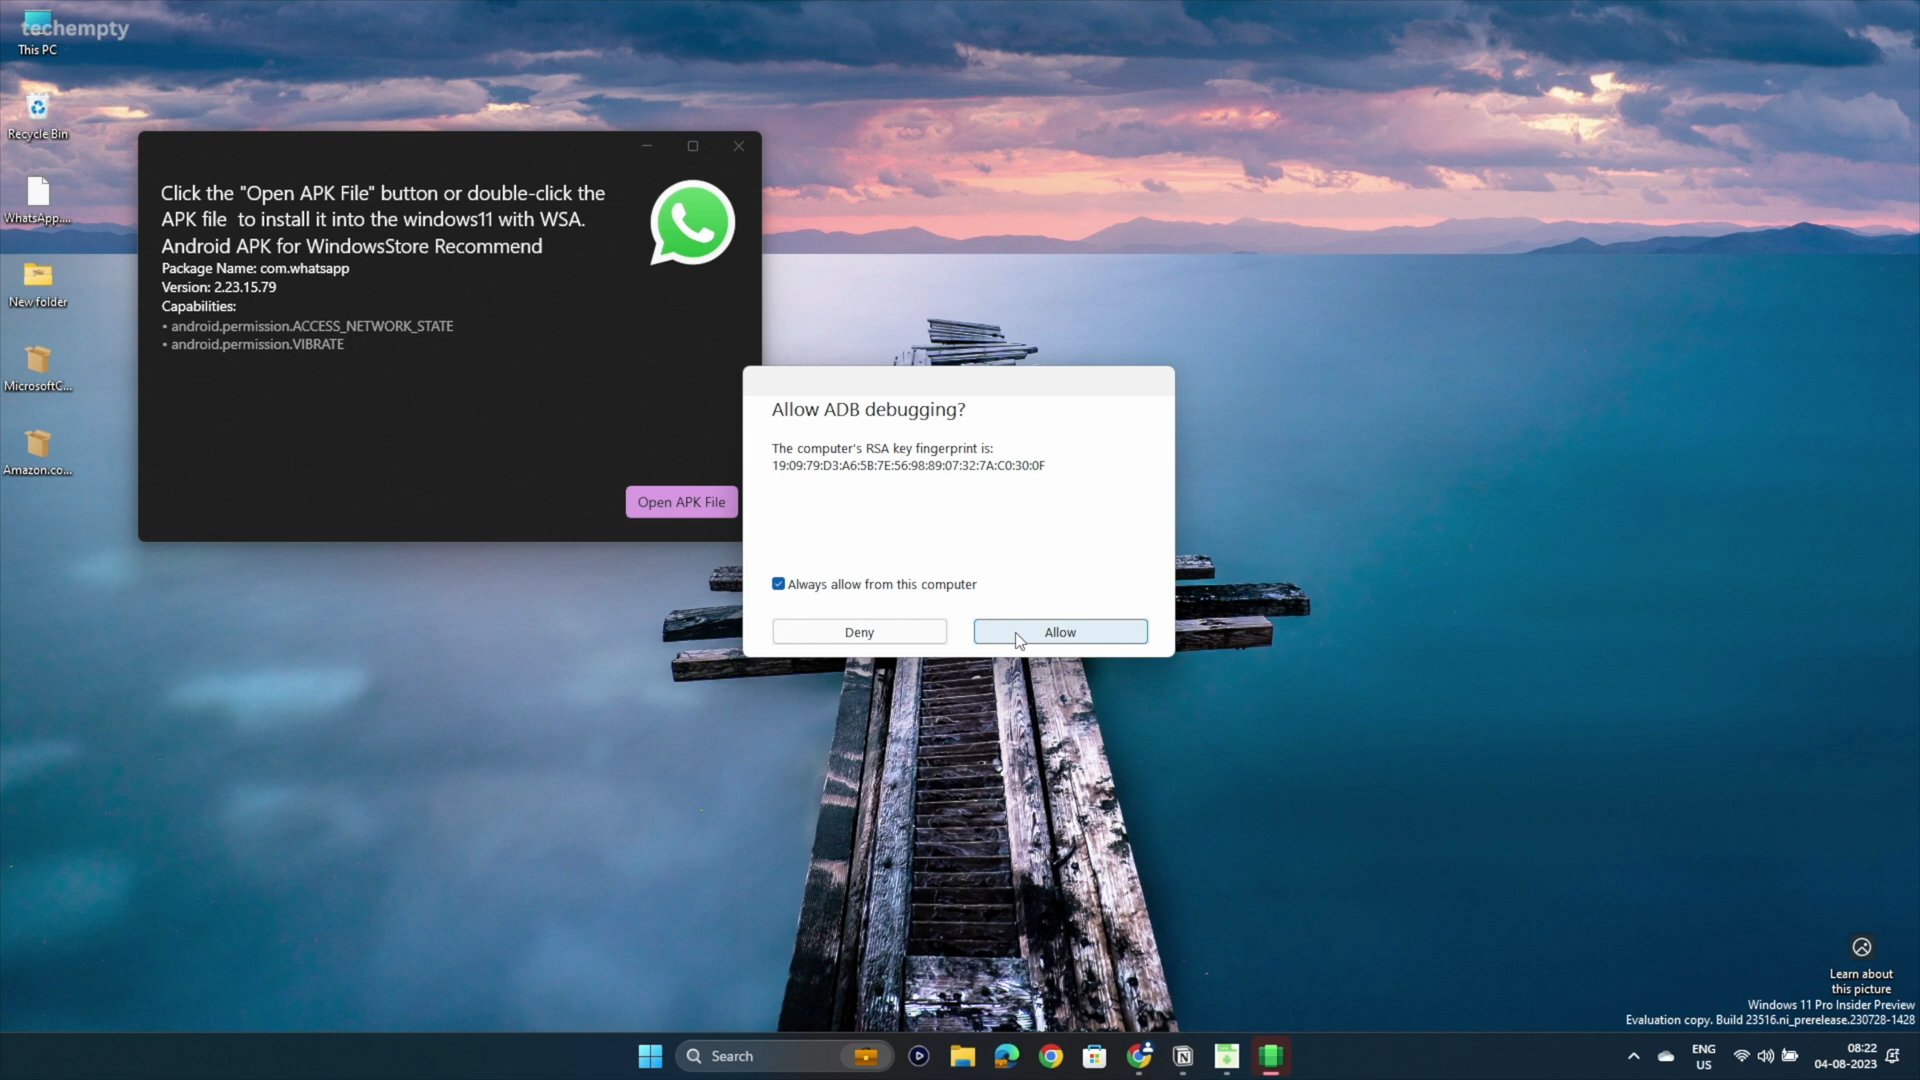 techempty
This PC
Recycle Bin
WhatsApp....
New folder
MicrosoftC...
Amazon.co...
Click the "Open APK File" button or double-click the
APK file  to install it into the windows11 with WSA.
Android APK for WindowsStore Recommend
Package Name: com.whatsapp
Version: 2.23.15.79
Capabilities:
• android.permission.ACCESS_NETWORK_STATE
• android.permission.VIBRATE
Open APK File
Allow ADB debugging?
The computer's RSA key fingerprint is:
19:09:79:D3:A6:5B:7E:56:98:89:07:32:7A:C0:30:0F
Always allow from this computer
Deny
Allow
Learn about
this picture
Windows 11 Pro Insider Preview
Evaluation copy. Build 23516.ni_prerelease.230728-1428
Search
ENG
US
08:22
04-08-2023